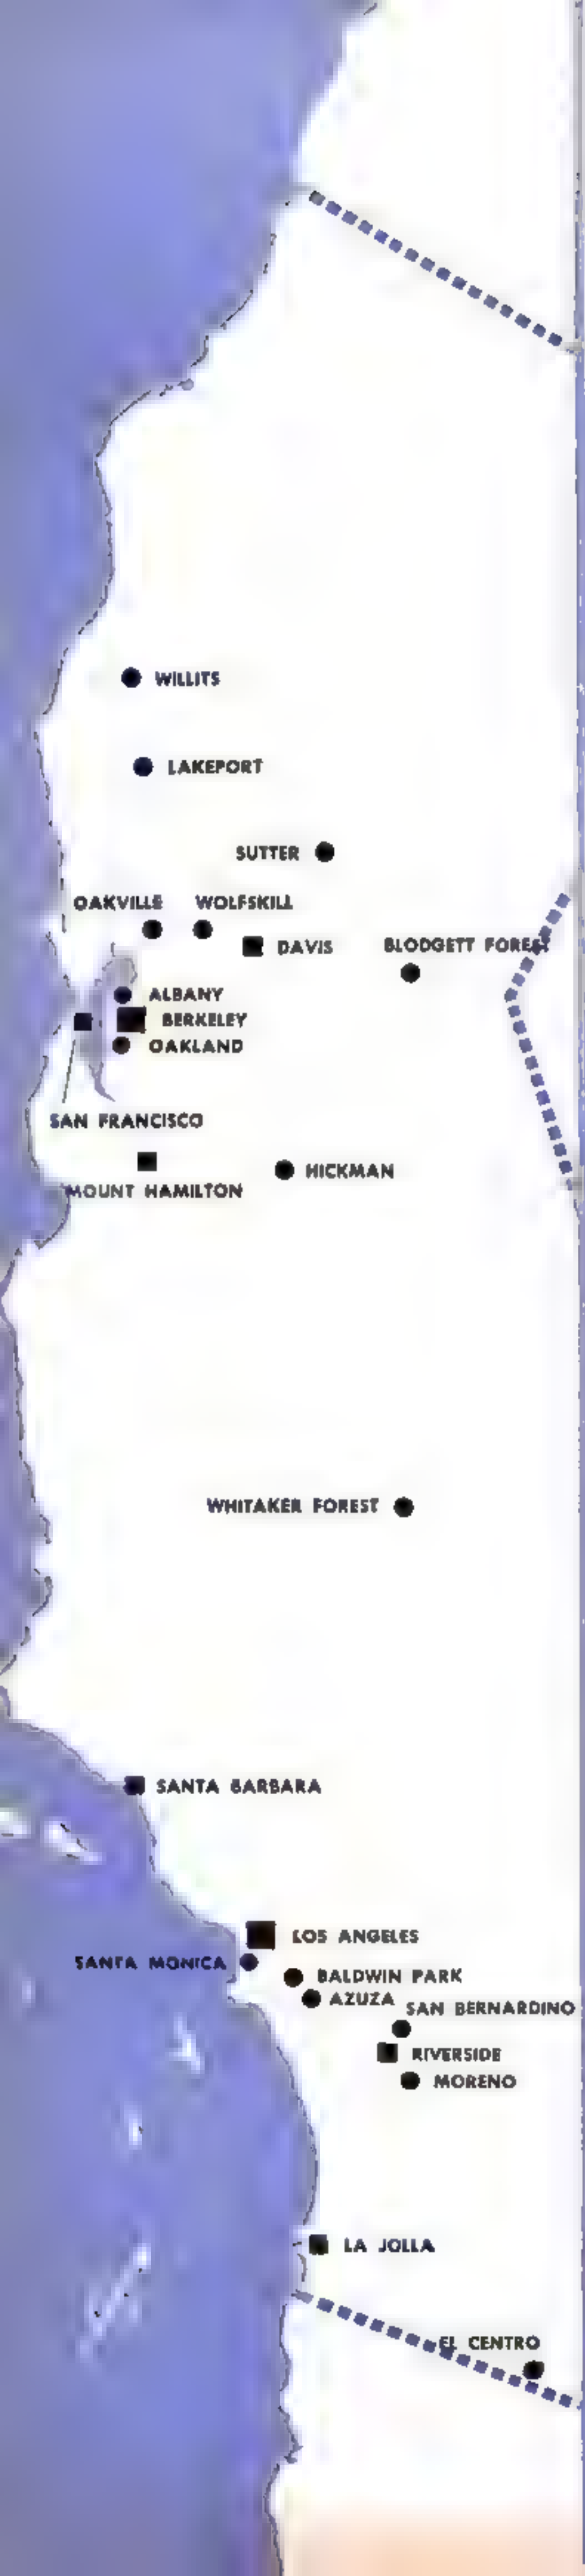 WILLITS
LAKEPORT
SUTTER
OAKVILLE WOLFSKILL
DAVIS BLODGETT FOREST
ALBANY
BERKELEY
OAKLAND
SAN FRANCISCO
HICKMAN
MOUNT HAMILTON
WHITAKER FOREST
SANTA BARBARA
LOS ANGELES
SANTA MONICA
BALDWIN PARK
AZUZA
SAN BERNARDINO
RIVERSIDE
MORENO
LA JOLLA
EL CENTRO